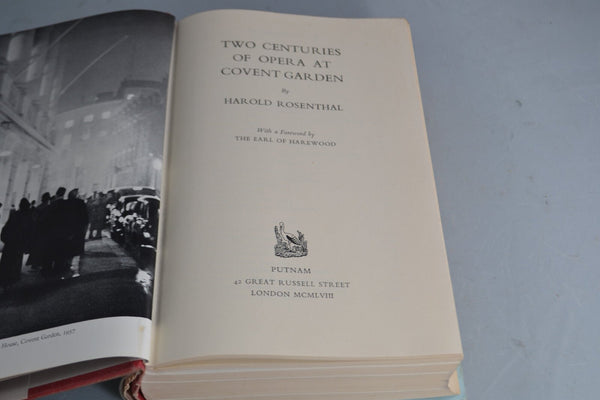 TWO CENTURIES
OF OPERA AT
COVENT GARDEN
By
HAROLD ROSENTHAL
With a Foreword by
THE EARL OF HAREWOOD
PUTNAM
42 GREAT RUSSELL STREET
LONDON MCMLVIII
House, Covent Garden, 1957